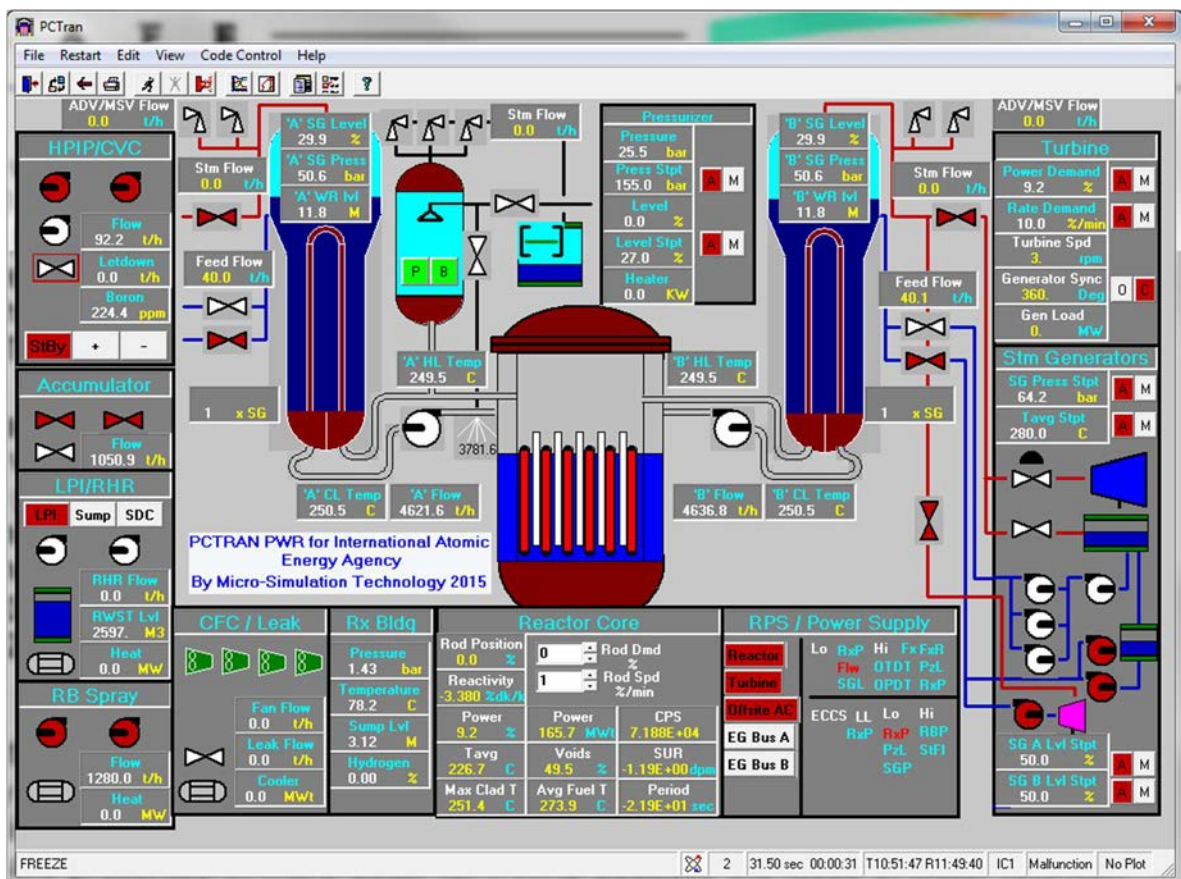 PCTran
File Restart Edit View Code Control Help
ADV/MSV Flow
0.0 t/h
HPIP/CVC
Flow
92.2 t/h
Letdown
0.0 t/h
Boron
224.4 ppm
StBy + -
Accumulator
Flow
1050.9 t/h
LPI/RHR
LPI Sump SDC
RHR Flow
0.0 t/h
RWST Lvl
2597. M3
Heat
0.0 MW
RB Spray
Flow
1280.0 t/h
Heat
0.0 MW
Stm Flow
0.0 t/h
Feed Flow
40.0 t/h
1 x SG
'A' SG Level
29.9 %
'A' SG Press
50.6 bar
'A' WR lvl
11.8 M
Stm Flow
0.0 t/h
P B
'A' HL Temp
249.5 C
3781.6
'A' CL Temp
250.5 C
'A' Flow
4621.6 t/h
PCTRAN PWR for International Atomic
Energy Agency
By Micro-Simulation Technology 2015
Pressurizer
Pressure
25.5 bar
Press Stpt
155.0 bar
A M
Level
0.0 %
Level Stpt
27.0 %
A M
Heater
0.0 KW
'B' HL Temp
249.5 C
'B' Flow
4636.8 t/h
'B' CL Temp
250.5 C
'B' SG Level
29.9 %
'B' SG Press
50.6 bar
'B' WR lvl
11.8 M
Stm Flow
0.0 t/h
Feed Flow
40.1 t/h
1 x SG
ADV/MSV Flow
0.0 t/h
Turbine
Power Demand
9.2 %
A M
Rate Demand
10.0 %/min
A M
Turbine Spd
3. rpm
Generator Sync
360. Deg
O C
Gen Load
0. MW
Stm Generators
SG Press Stpt
64.2 bar
A M
Tavg Stpt
280.0 C
A M
SG A Lvl Stpt
50.0 %
A M
SG B Lvl Stpt
50.0 %
A M
CFC / Leak
Fan Flow
0.0 t/h
Leak Flow
0.0 t/h
Cooler
0.0 MWt
Rx Bldg
Pressure
1.43 bar
Temperature
78.2 C
Sump Lvl
3.12 M
Hydrogen
0.00 %
Reactor Core
Rod Position
0.0 %
0 Rod Dmd
%
Reactivity
-3.380 %dk/k
1 Rod Spd
%/min
Power
9.2 %
Power
165.7 MWt
CPS
7.188E+04
Tavg
226.7 C
Voids
49.5 %
SUR
-1.19E+00 dpm
Max Clad T
251.4 C
Avg Fuel T
273.9 C
Period
-2.19E+01 sec
RPS / Power Supply
Reactor
Turbine
Offsite AC
EG Bus A
EG Bus B
Lo RxP Hi Fx FxR
Flw OTDT PzL
SGL OPDT RxP
ECCS LL Lo Hi
RxP RxP RBP
PzL StFl
SGP
FREEZE 2 31.50 sec 00:00:31 T10:51:47 R11:49:40 IC1 Malfunction No Plot